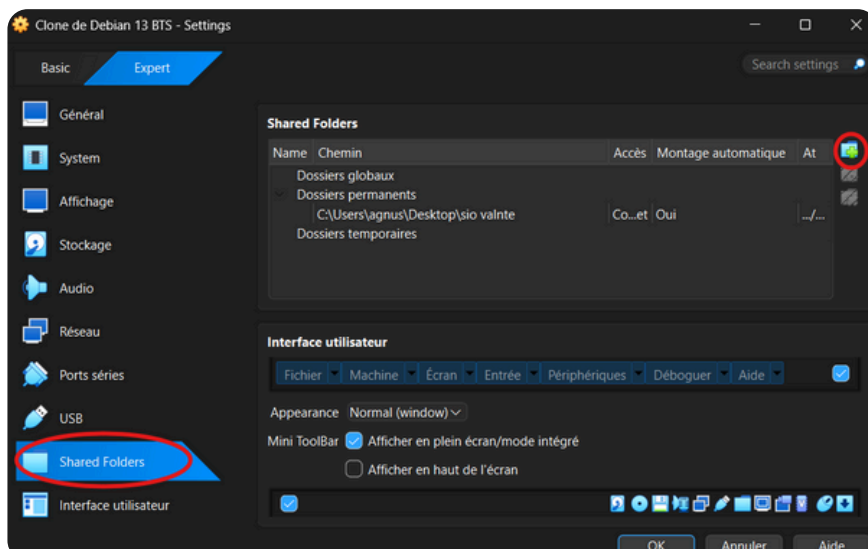 Clone de Debian 13 BTS - Settings
Basic Expert Search settings
Général
System
Affichage
Stockage
Audio
Réseau
Ports séries
USB
Shared Folders
Interface utilisateur
Shared Folders
Name Chemin Accès Montage automatique At
Dossiers globaux
Dossiers permanents
C:\Users\agnus\Desktop\sio valnte Co...et Oui .../...
Dossiers temporaires
Interface utilisateur
Fichier Machine Écran Entrée Périphériques Déboguer Aide
Appearance Normal (window)
Mini ToolBar Afficher en plein écran/mode intégré
Afficher en haut de l'écran
OK Annuler Aide